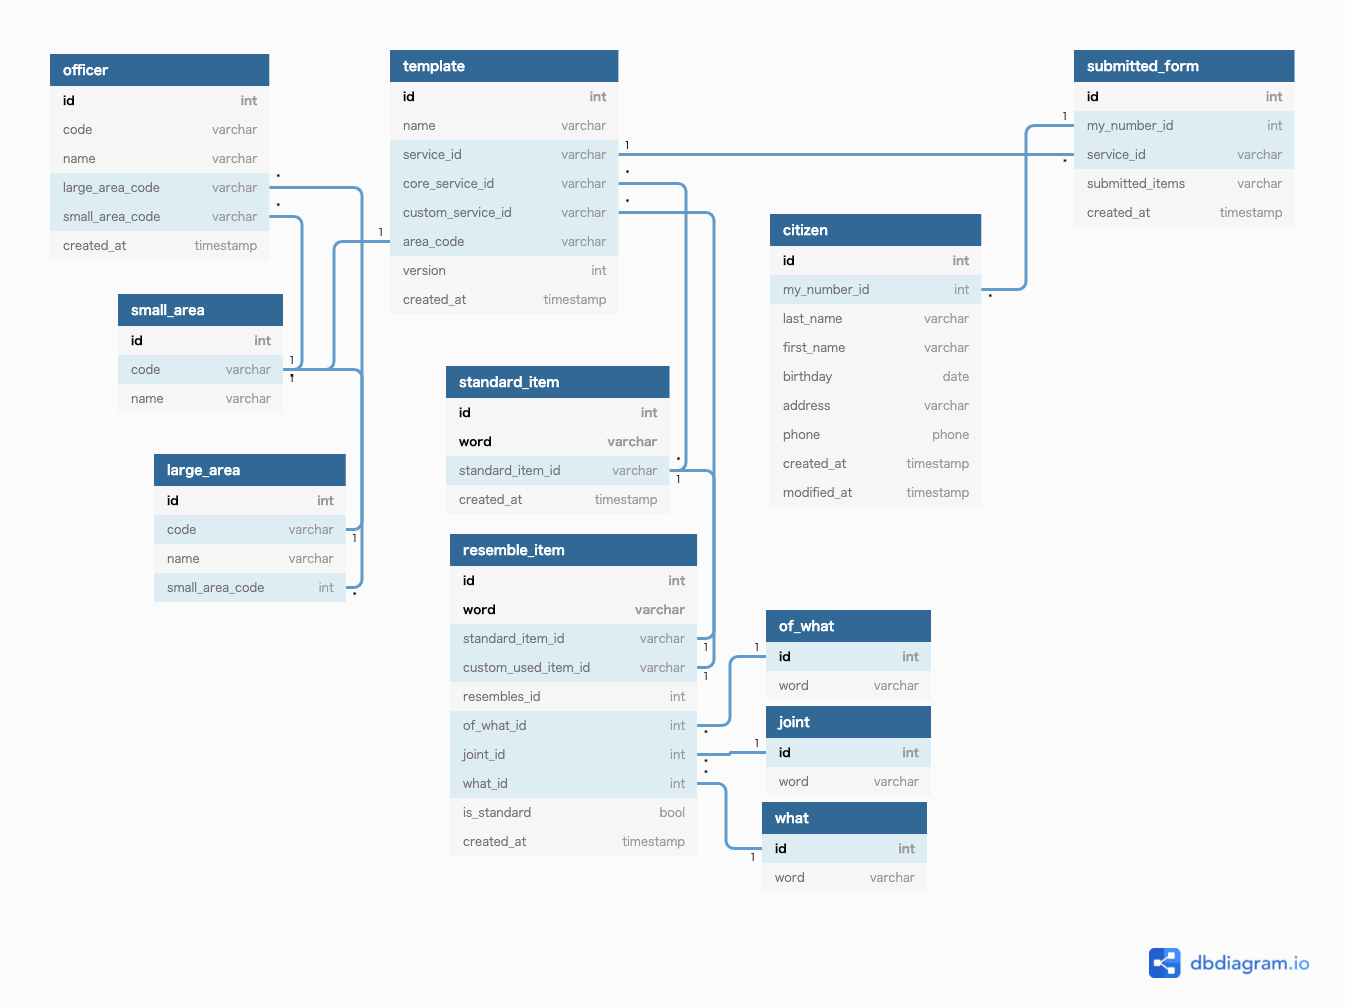 officer
id int
code varchar
name varchar
large_area_code varchar
small_area_code varchar
created_at timestamp
*
*
template
id int
name varchar
service_id varchar
core_service_id varchar
custom_service_id varchar
area_code varchar
version int
created_at timestamp
1
*
*
1
submitted_form
id int
my_number_id int
service_id varchar
submitted_items varchar
created_at timestamp
1
*
small_area
id int
code varchar
name varchar
1
1
citizen
id int
my_number_id int
last_name varchar
first_name varchar
birthday date
address varchar
phone phone
created_at timestamp
modified_at timestamp
*
standard_item
id int
word varchar
standard_item_id varchar
created_at timestamp
*
1
large_area
id int
code varchar
name varchar
small_area_code int
1
*
resemble_item
id int
word varchar
standard_item_id varchar
custom_used_item_id varchar
resembles_id int
of_what_id int
joint_id int
what_id int
is_standard bool
created_at timestamp
1
1
*
*
*
of_what
id int
word varchar
1
joint
id int
word varchar
1
what
id int
word varchar
1
dbdiagram.io